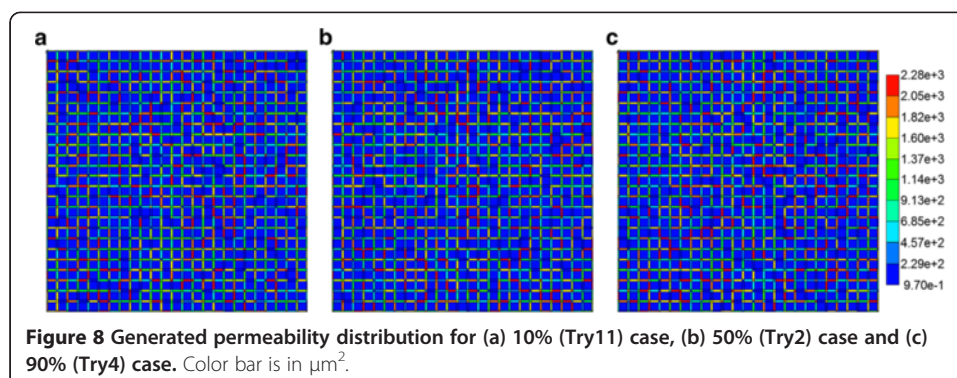 a
b
c
2.28e+3
2.05e+3
1.82e+3
1.60e+3
1.37e+3
1.14e+3
9.13e+2
6.85e+2
4.57e+2
2.29e+2
9.70e-1
Figure 8 Generated permeability distribution for (a) 10% (Try11) case, (b) 50% (Try2) case and (c)
90% (Try4) case. Color bar is in μm².